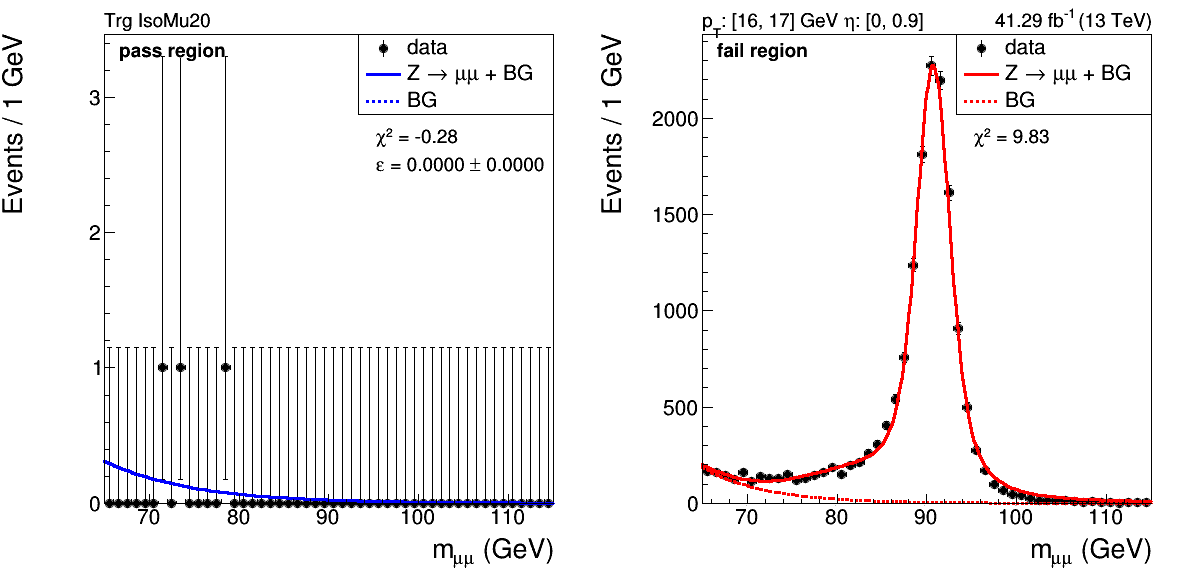 Trg IsoMu20
pass region
data
Z → μμ + BG
BG
χ² = -0.28
ε = 0.0000 ± 0.0000
Events / 1 GeV
3
2
1
0
70 80 90 100 110
m_μμ (GeV)
p_T: [16, 17] GeV η: [0, 0.9] 41.29 fb⁻¹ (13 TeV)
fail region
data
Z → μμ + BG
BG
χ² = 9.83
Events / 1 GeV
2000
1500
1000
500
0
70 80 90 100 110
m_μμ (GeV)